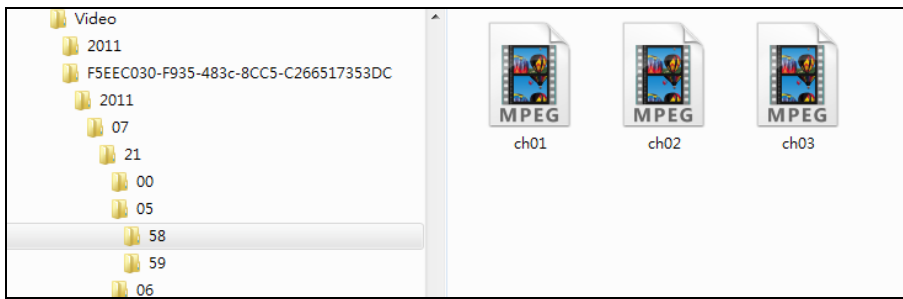 Video
2011
F5EEC030-F935-483c-8CC5-C266517353DC
2011
07
21
00
05
58
59
06
MPEG MPEG MPEG
ch01 ch02 ch03